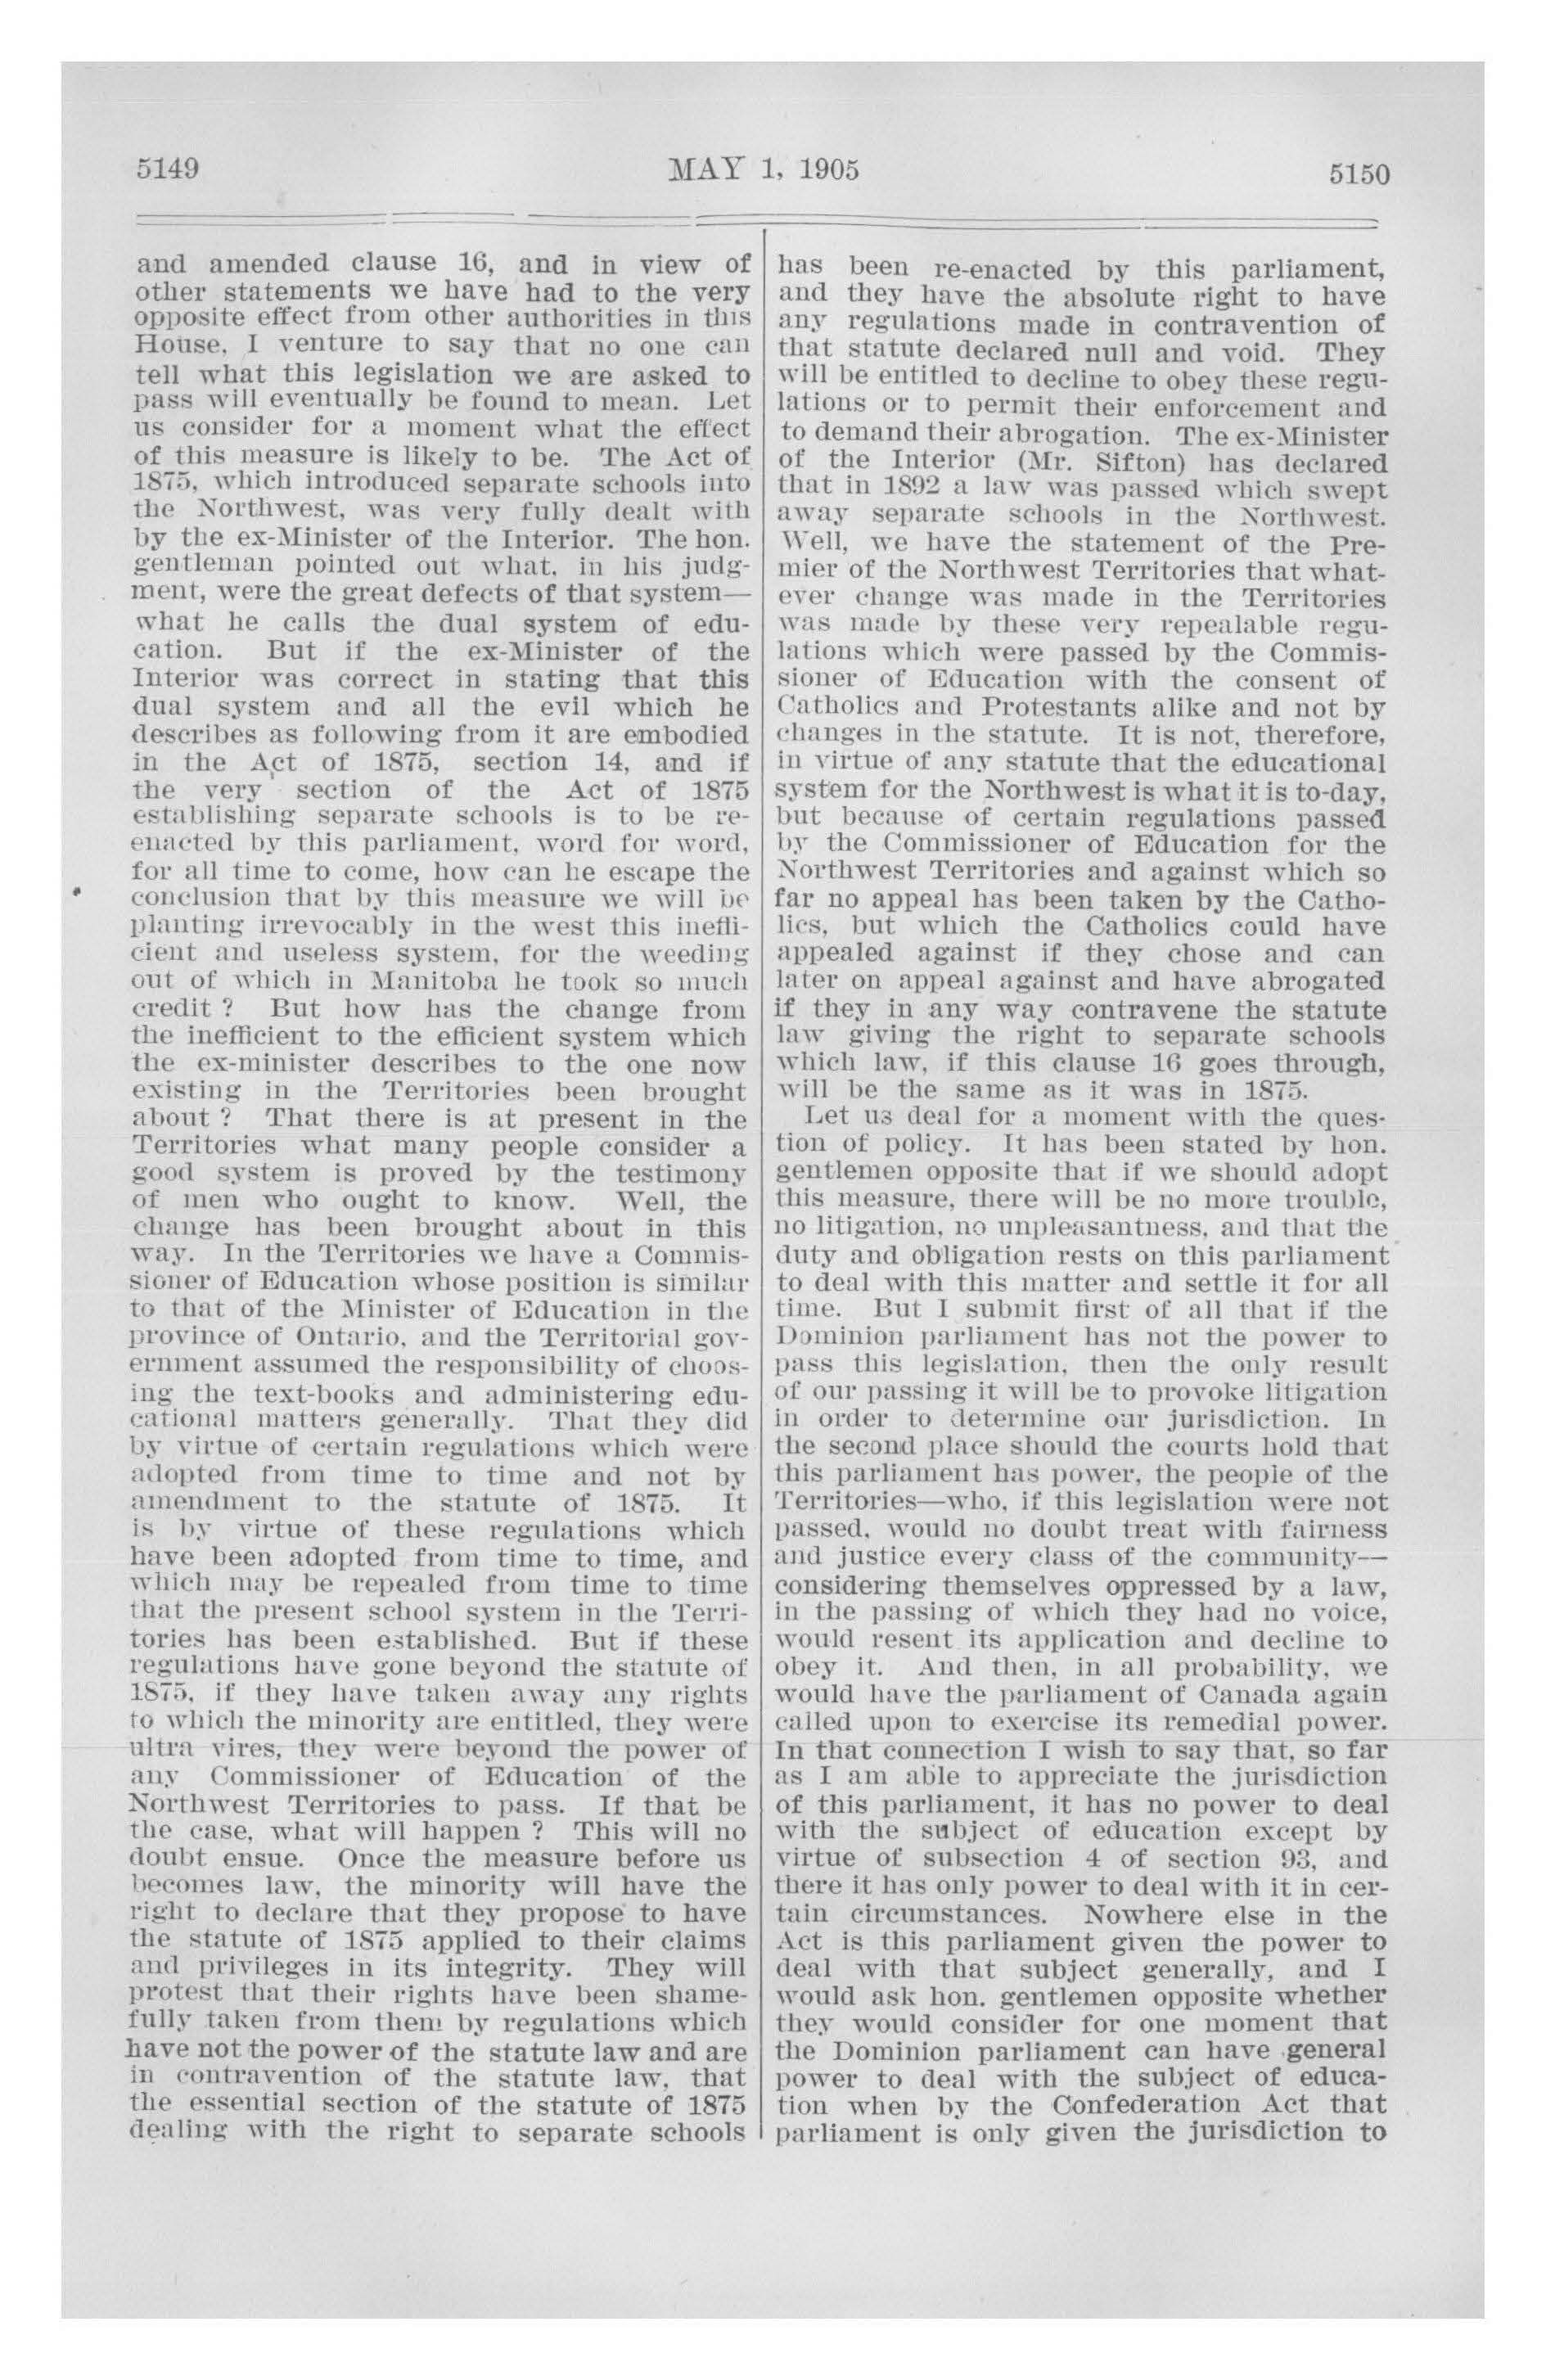 5149
MAY 1, 1905
5150
and amended clause 16, and in view of
other statements we have had to the very
opposite effect from other authorities in this
House, I venture to say that no one can
tell what this legislation we are asked to
pass will eventually be found to mean. Let
us consider for a moment what the effect
of this measure is likely to be. The Act of
1875, which introduced separate schools into
the Northwest, was very fully dealt with
by the ex-Minister of the Interior. The hon.
gentleman pointed out what, in his judg-
ment, were the great defects of that system—
what he calls the dual system of edu-
cation. But if the ex-Minister of the
Interior was correct in stating that this
dual system and all the evil which he
describes as following from it are embodied
in the Act of 1875, section 14, and if
the very section of the Act of 1875
establishing separate schools is to be re-
enacted by this parliament, word for word,
for all time to come, how can he escape the
conclusion that by this measure we will be
planting irrevocably in the west this ineffi-
cient and useless system, for the weeding
out of which in Manitoba he took so much
credit ? But how has the change from
the inefficient to the efficient system which
the ex-minister describes to the one now
existing in the Territories been brought
about ? That there is at present in the
Territories what many people consider a
good system is proved by the testimony
of men who ought to know. Well, the
change has been brought about in this
way. In the Territories we have a Commis-
sioner of Education whose position is similar
to that of the Minister of Education in the
province of Ontario, and the Territorial gov-
ernment assumed the responsibility of choos-
ing the text-books and administering edu-
cational matters generally. That they did
by virtue of certain regulations which were
adopted from time to time and not by
amendment to the statute of 1875. It
is by virtue of these regulations which
have been adopted from time to time, and
which may be repealed from time to time
that the present school system in the Terri-
tories has been established. But if these
regulations have gone beyond the statute of
1875, if they have taken away any rights
to which the minority are entitled, they were
ultra vires, they were beyond the power of
any Commissioner of Education of the
Northwest Territories to pass. If that be
the case, what will happen ? This will no
doubt ensue. Once the measure before us
becomes law, the minority will have the
right to declare that they propose to have
the statute of 1875 applied to their claims
and privileges in its integrity. They will
protest that their rights have been shame-
fully taken from them by regulations which
have not the power of the statute law and are
in contravention of the statute law, that
the essential section of the statute of 1875
dealing with the right to separate schools
has been re-enacted by this parliament,
and they have the absolute right to have
any regulations made in contravention of
that statute declared null and void. They
will be entitled to decline to obey these regu-
lations or to permit their enforcement and
to demand their abrogation. The ex-Minister
of the Interior (Mr. Sifton) has declared
that in 1892 a law was passed which swept
away separate schools in the Northwest.
Well, we have the statement of the Pre-
mier of the Northwest Territories that what-
ever change was made in the Territories
was made by these very repealable regu-
lations which were passed by the Commis-
sioner of Education with the consent of
Catholics and Protestants alike and not by
changes in the statute. It is not, therefore,
in virtue of any statute that the educational
system for the Northwest is what it is to-day,
but because of certain regulations passed
by the Commissioner of Education for the
Northwest Territories and against which so
far no appeal has been taken by the Catho-
lics, but which the Catholics could have
appealed against if they chose and can
later on appeal against and have abrogated
if they in any way contravene the statute
law giving the right to separate schools
which law, if this clause 16 goes through,
will be the same as it was in 1875.
Let us deal for a moment with the ques-
tion of policy. It has been stated by hon.
gentlemen opposite that if we should adopt
this measure, there will be no more trouble,
no litigation, no unpleasantness, and that the
duty and obligation rests on this parliament
to deal with this matter and settle it for all
time. But I submit first of all that if the
Dominion parliament has not the power to
pass this legislation, then the only result
of our passing it will be to provoke litigation
in order to determine our jurisdiction. In
the second place should the courts hold that
this parliament has power, the people of the
Territories—who, if this legislation were not
passed, would no doubt treat with fairness
and justice every class of the community—
considering themselves oppressed by a law,
in the passing of which they had no voice,
would resent its application and decline to
obey it. And then, in all probability, we
would have the parliament of Canada again
called upon to exercise its remedial power.
In that connection I wish to say that, so far
as I am able to appreciate the jurisdiction
of this parliament, it has no power to deal
with the subject of education except by
virtue of subsection 4 of section 93, and
there it has only power to deal with it in cer-
tain circumstances. Nowhere else in the
Act is this parliament given the power to
deal with that subject generally, and I
would ask hon. gentlemen opposite whether
they would consider for one moment that
the Dominion parliament can have general
power to deal with the subject of educa-
tion when by the Confederation Act that
parliament is only given the jurisdiction to